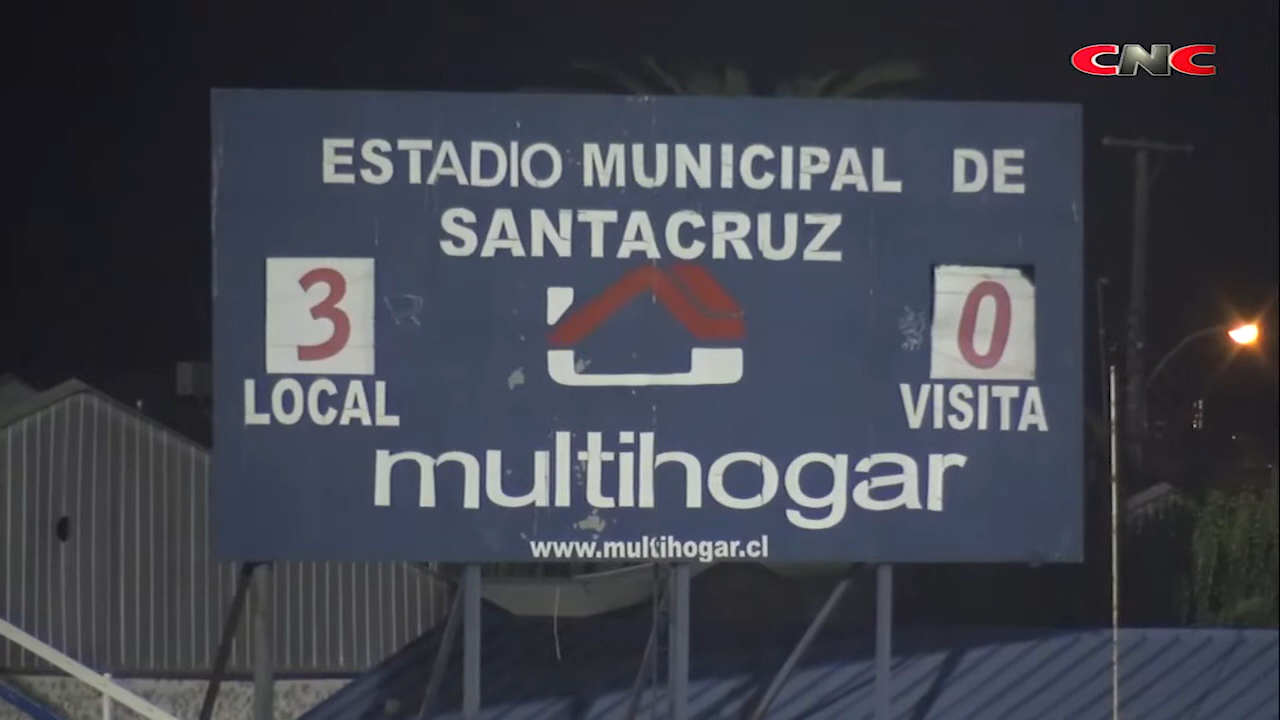 CNC
ESTADIO MUNICIPAL DE
SANTACRUZ
3
0
LOCAL
VISITA
multihogar
www.multihogar.cl